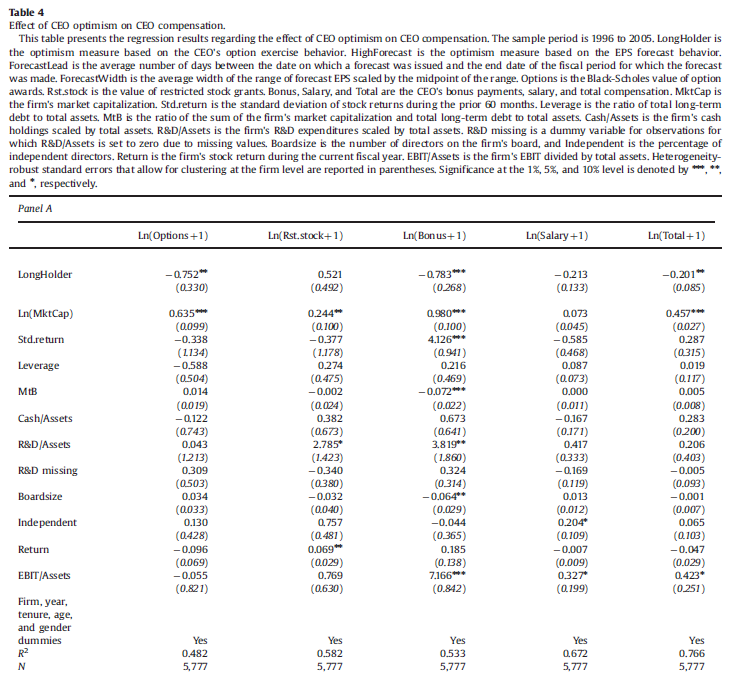 Table 4
Effect of CEO optimism on CEO compensation.
This table presents the regression results regarding the effect of CEO optimism on CEO compensation. The sample period is 1996 to 2005. LongHolder is
the optimism measure based on the CEO's option exercise behavior. HighForecast is the optimism measure based on the EPS forecast behavior.
ForecastLead is the average number of days between the date on which a forecast was issued and the end date of the fiscal period for which the forecast
was made. ForecastWidth is the average width of the range of forecast EPS scaled by the midpoint of the range. Options is the Black-Scholes value of option
awards. Rst.stock is the value of restricted stock grants. Bonus, Salary, and Total are the CEO's bonus payments, salary, and total compensation. MktCap is
the firm's market capitalization. Std.return is the standard deviation of stock returns during the prior 60 months. Leverage is the ratio of total long-term
debt to total assets. MtB is the ratio of the sum of the firm's market capitalization and total long-term debt to total assets. Cash/Assets is the firm's cash
holdings scaled by total assets. R&D/Assets is the firm's R&D expenditures scaled by total assets. R&D missing is a dummy variable for observations for
which R&D/Assets is set to zero due to missing values. Boardsize is the number of directors on the firm's board, and Independent is the percentage of
independent directors. Return is the firm's stock return during the current fiscal year. EBIT/Assets is the firm's EBIT divided by total assets. Heterogeneity-
robust standard errors that allow for clustering at the firm level are reported in parentheses. Significance at the 1%, 5%, and 10% level is denoted by ***, **,
and *, respectively.
Panel A
Ln(Options+1) Ln(Rst.stock+1) Ln(Bonus+1) Ln(Salary+1) Ln(Total+1)
LongHolder −0.752** 0.521 −0.783*** −0.213 −0.201**
(0.330) (0.492) (0.268) (0.133) (0.085)
Ln(MktCap) 0.635*** 0.244** 0.980*** 0.073 0.457***
(0.099) (0.100) (0.100) (0.045) (0.027)
Std.return −0.338 −0.377 4.126*** −0.585 0.287
(1.134) (1.178) (0.941) (0.468) (0.315)
Leverage −0.588 0.274 0.216 0.087 0.019
(0.504) (0.475) (0.469) (0.073) (0.117)
MtB 0.014 −0.002 −0.072*** 0.000 0.005
(0.019) (0.024) (0.022) (0.011) (0.008)
Cash/Assets −0.122 0.382 0.673 −0.167 0.283
(0.743) (0.673) (0.641) (0.171) (0.200)
R&D/Assets 0.043 2.785* 3.819** 0.417 0.206
(1.213) (1.423) (1.860) (0.333) (0.403)
R&D missing 0.309 −0.340 0.324 −0.169 −0.005
(0.503) (0.380) (0.314) (0.119) (0.093)
Boardsize 0.034 −0.032 −0.064** 0.013 −0.001
(0.033) (0.040) (0.029) (0.012) (0.007)
Independent 0.130 0.757 −0.044 0.204* 0.065
(0.428) (0.481) (0.365) (0.109) (0.103)
Return −0.096 0.069** 0.185 −0.007 −0.047
(0.069) (0.029) (0.138) (0.009) (0.029)
EBIT/Assets −0.055 0.769 7.166*** 0.327* 0.423*
(0.821) (0.630) (0.842) (0.199) (0.251)
Firm, year,
tenure, age,
and gender
dummies Yes Yes Yes Yes Yes
R² 0.482 0.582 0.533 0.672 0.766
N 5,777 5,777 5,777 5,777 5,777